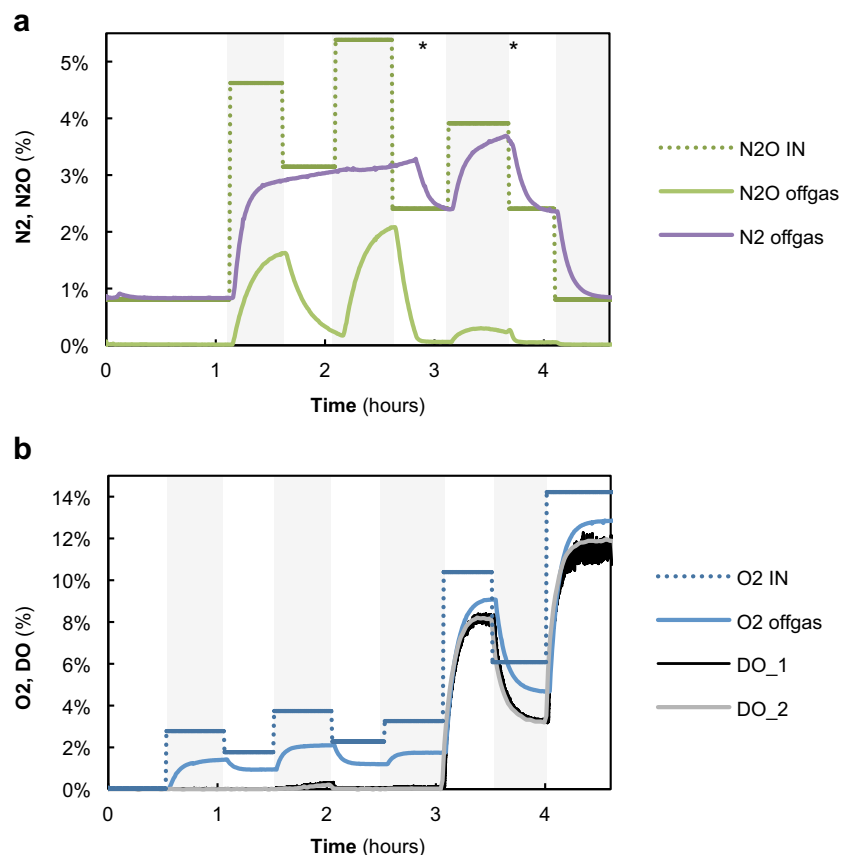 a
5%
4%
3%
2%
1%
0%
N2, N2O (%)
* *
0 1 2 3 4
Time (hours)
N2O IN
N2O offgas
N2 offgas
b
14%
12%
10%
8%
6%
4%
2%
0%
O2, DO (%)
0 1 2 3 4
Time (hours)
O2 IN
O2 offgas
DO_1
DO_2